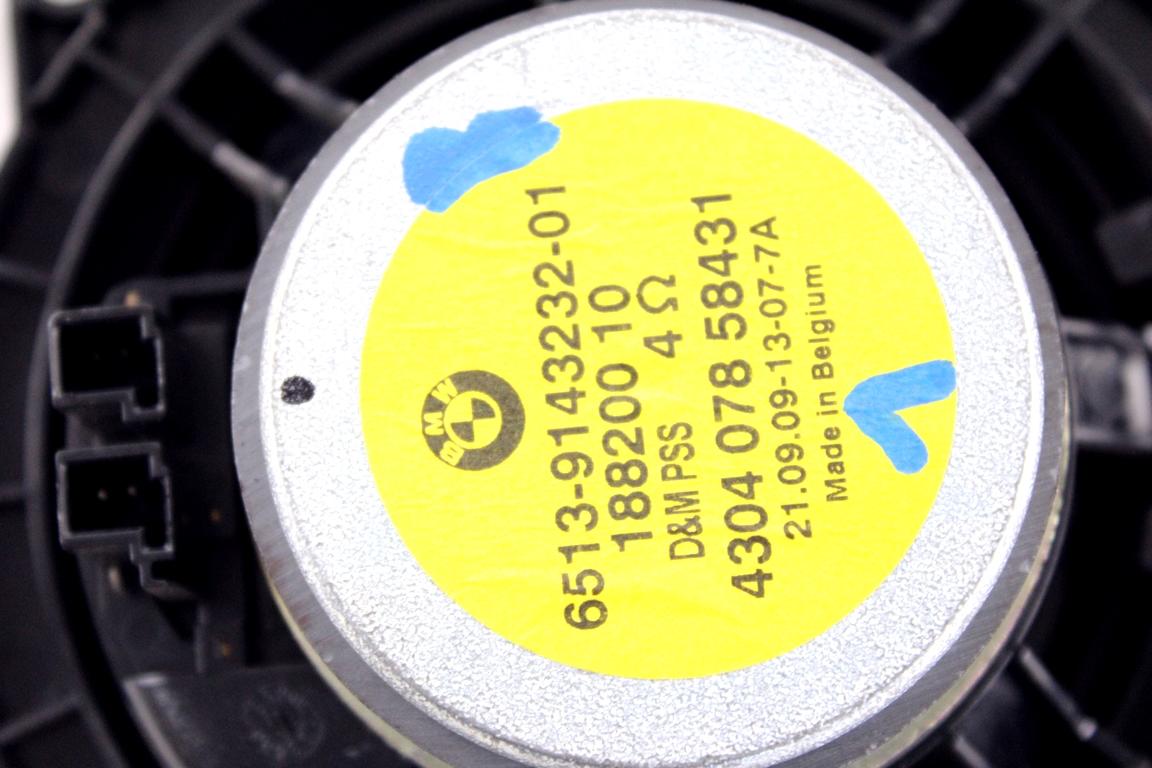 BMW
6513-9143232-01
188200 10
D&M PSS 4 Ω
4304 078 58431
21.09.09-13-07-7A
Made in Belgium